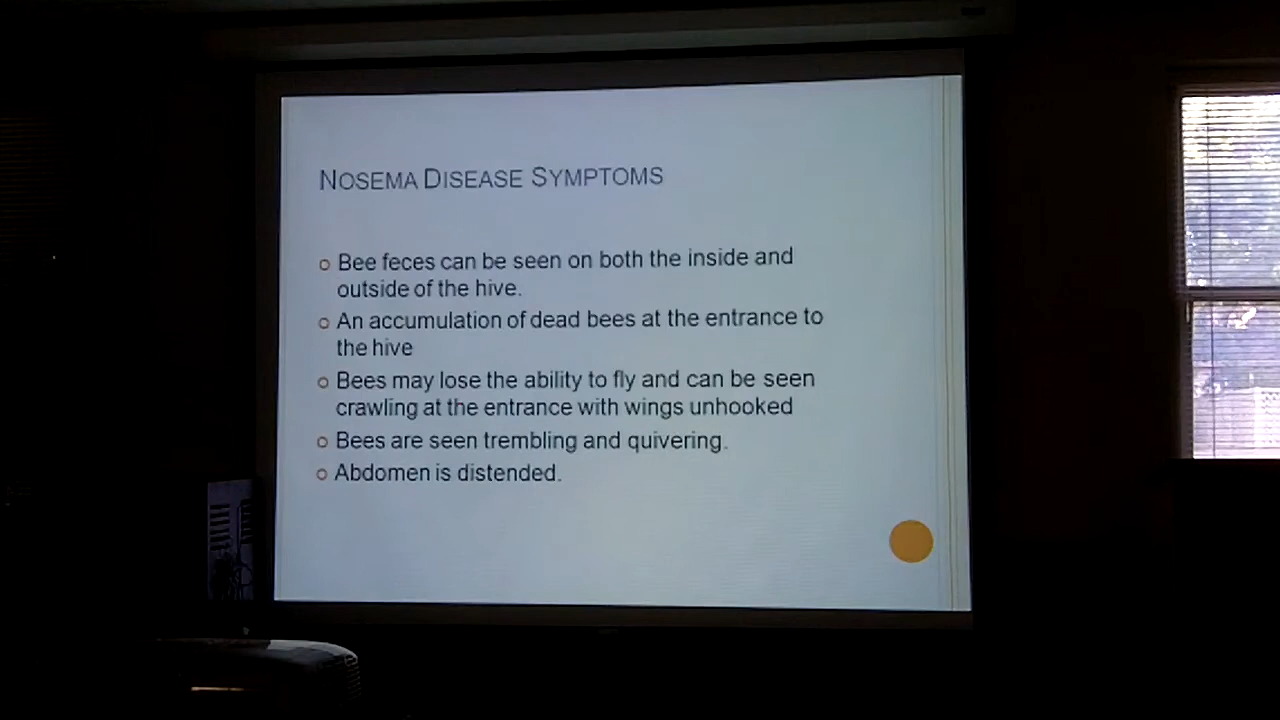 NOSEMA DISEASE SYMPTOMS
Bee feces can be seen on both the inside and
outside of the hive.
An accumulation of dead bees at the entrance to
the hive
Bees may lose the ability to fly and can be seen
crawling at the entrance with wings unhooked
Bees are seen trembling and quivering.
Abdomen is distended.